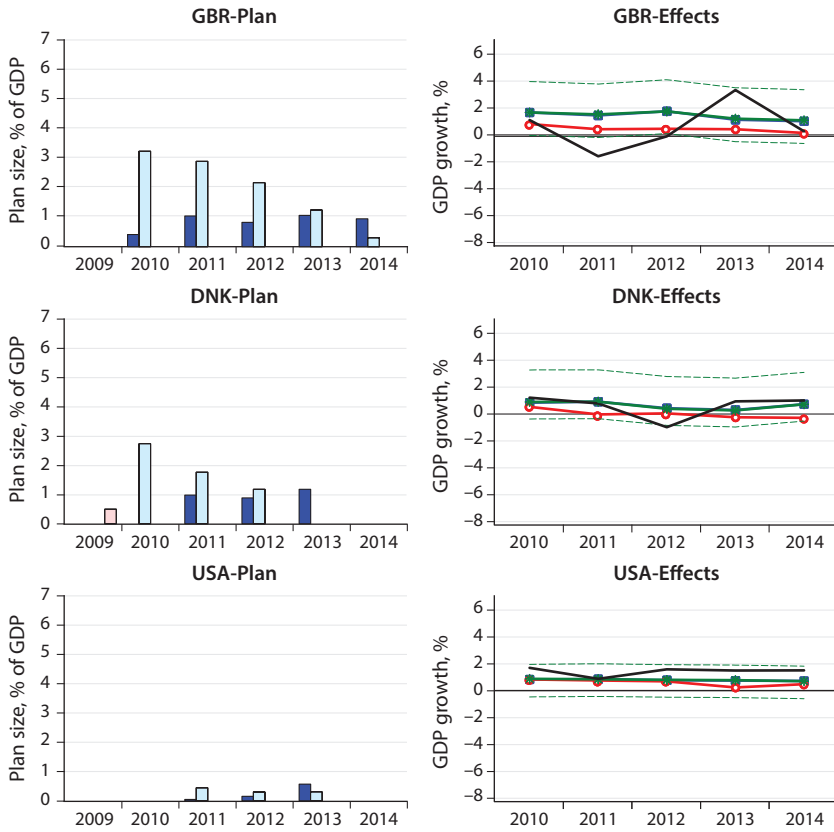 GBR-Plan
Plan size, % of GDP
7
6
5
4
3
2
1
0
2009 2010 2011 2012 2013 2014
GBR-Effects
GDP growth, %
6
4
2
0
−2
−4
−6
−8
2010 2011 2012 2013 2014
DNK-Plan
Plan size, % of GDP
7
6
5
4
3
2
1
0
2009 2010 2011 2012 2013 2014
DNK-Effects
GDP growth, %
6
4
2
0
−2
−4
−6
−8
2010 2011 2012 2013 2014
USA-Plan
Plan size, % of GDP
7
6
5
4
3
2
1
0
2009 2010 2011 2012 2013 2014
USA-Effects
GDP growth, %
6
4
2
0
−2
−4
−6
−8
2010 2011 2012 2013 2014